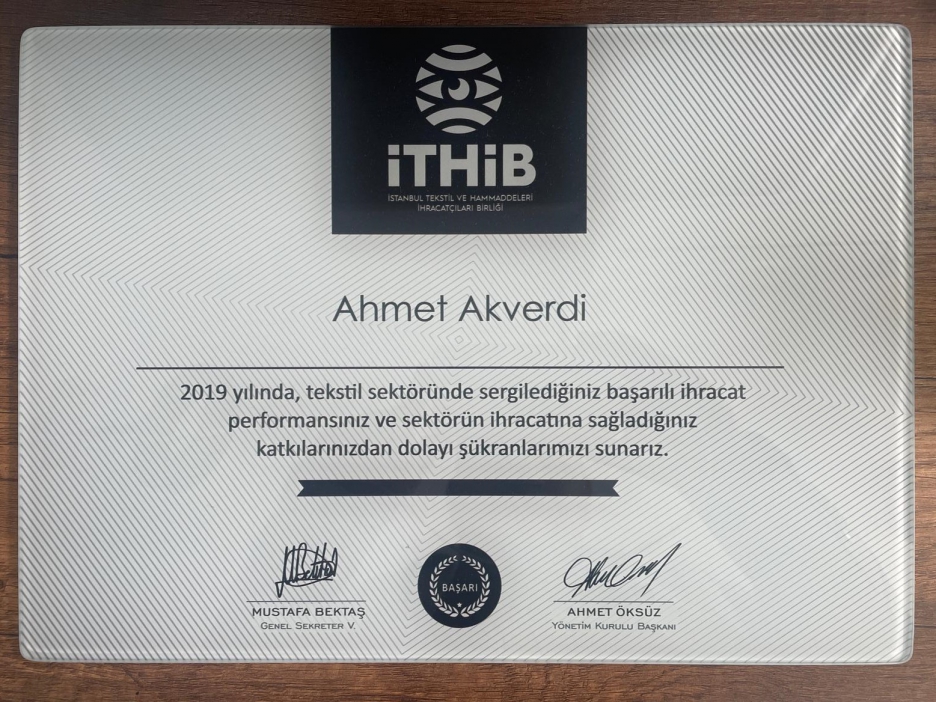 iTHiB
İSTANBUL TEKSTİL VE HAMMADDELERİ
İHRACATÇILARI BİRLİĞİ
Ahmet Akverdi
2019 yılında, tekstil sektöründe sergilediğiniz başarılı ihracat
performansınız ve sektörün ihracatına sağladığınız
katkılarınızdan dolayı şükranlarımızı sunarız.
MUSTAFA BEKTAŞ
GENEL SEKRETER V.
BAŞARI
AHMET ÖKSÜZ
YÖNETİM KURULU BAŞKANI